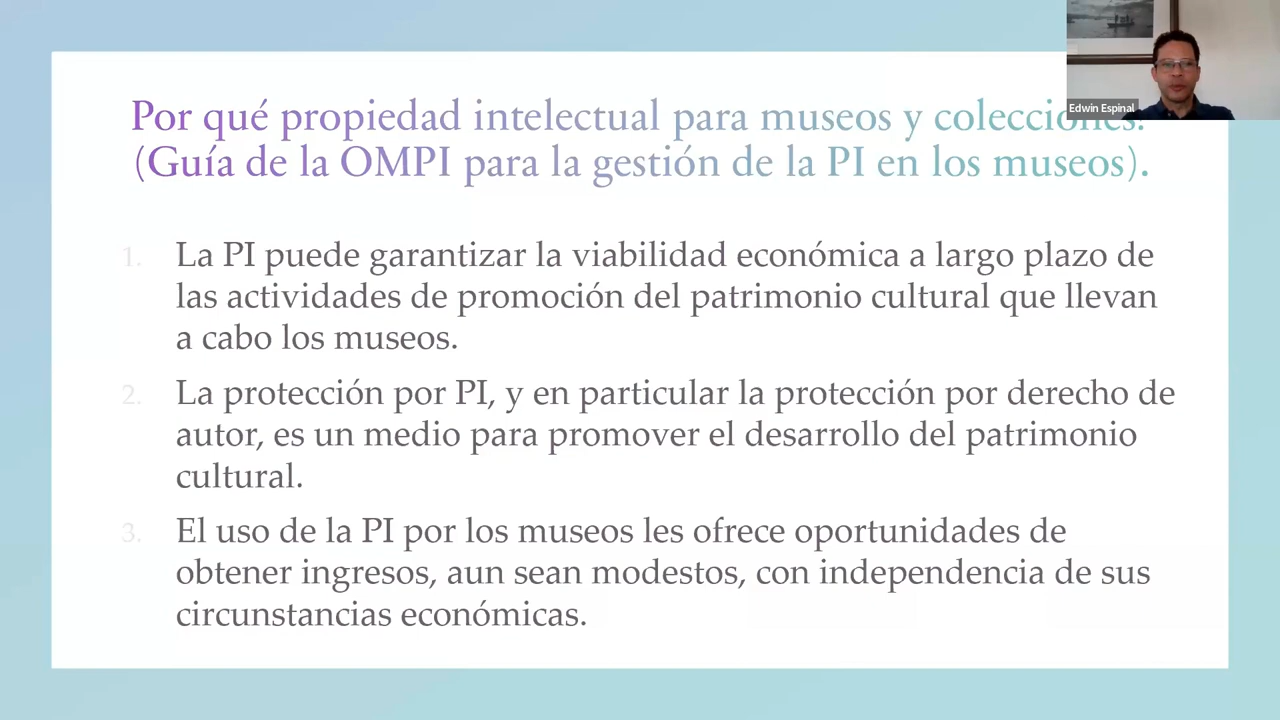 Por qué propiedad intelectual para museos y colecciones.
(Guía de la OMPI para la gestión de la PI en los museos).
Edwin Espinal
1. La PI puede garantizar la viabilidad económica a largo plazo de
las actividades de promoción del patrimonio cultural que llevan
a cabo los museos.
2. La protección por PI, y en particular la protección por derecho de
autor, es un medio para promover el desarrollo del patrimonio
cultural.
3. El uso de la PI por los museos les ofrece oportunidades de
obtener ingresos, aun sean modestos, con independencia de sus
circunstancias económicas.